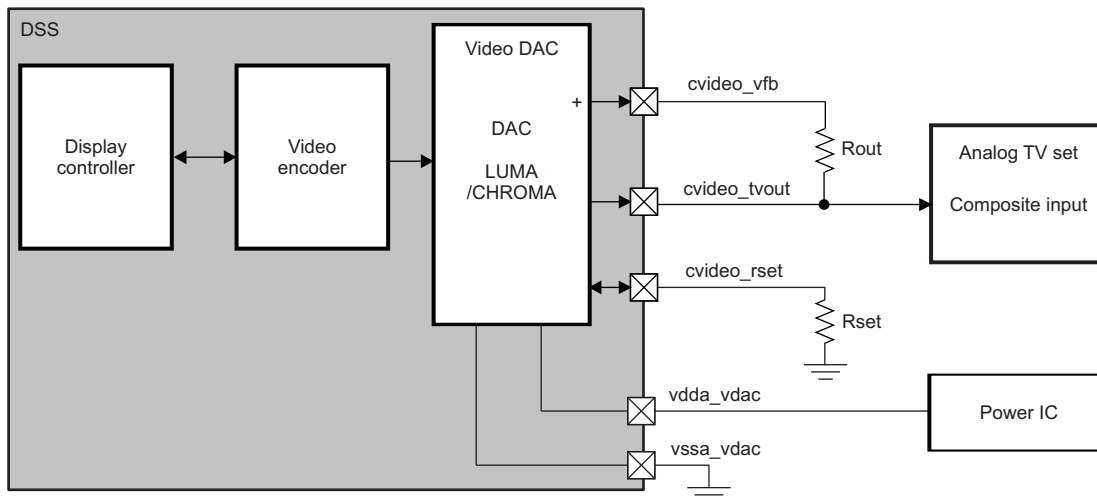 DSS
Display
controller
Video
encoder
Video DAC
+
DAC
LUMA
/CHROMA
cvideo_vfb
Rout
cvideo_tvout
Analog TV set
Composite input
cvideo_rset
Rset
vdda_vdac
Power IC
vssa_vdac